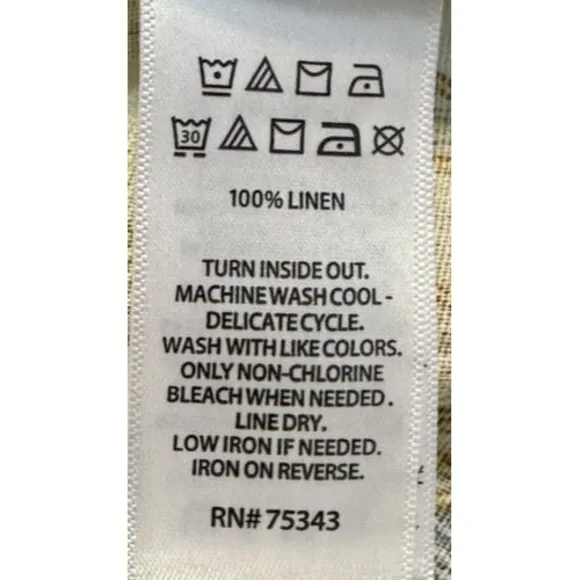 30
100% LINEN
TURN INSIDE OUT.
MACHINE WASH COOL -
DELICATE CYCLE.
WASH WITH LIKE COLORS.
ONLY NON-CHLORINE
BLEACH WHEN NEEDED.
LINE DRY.
LOW IRON IF NEEDED.
IRON ON REVERSE.
RN# 75343